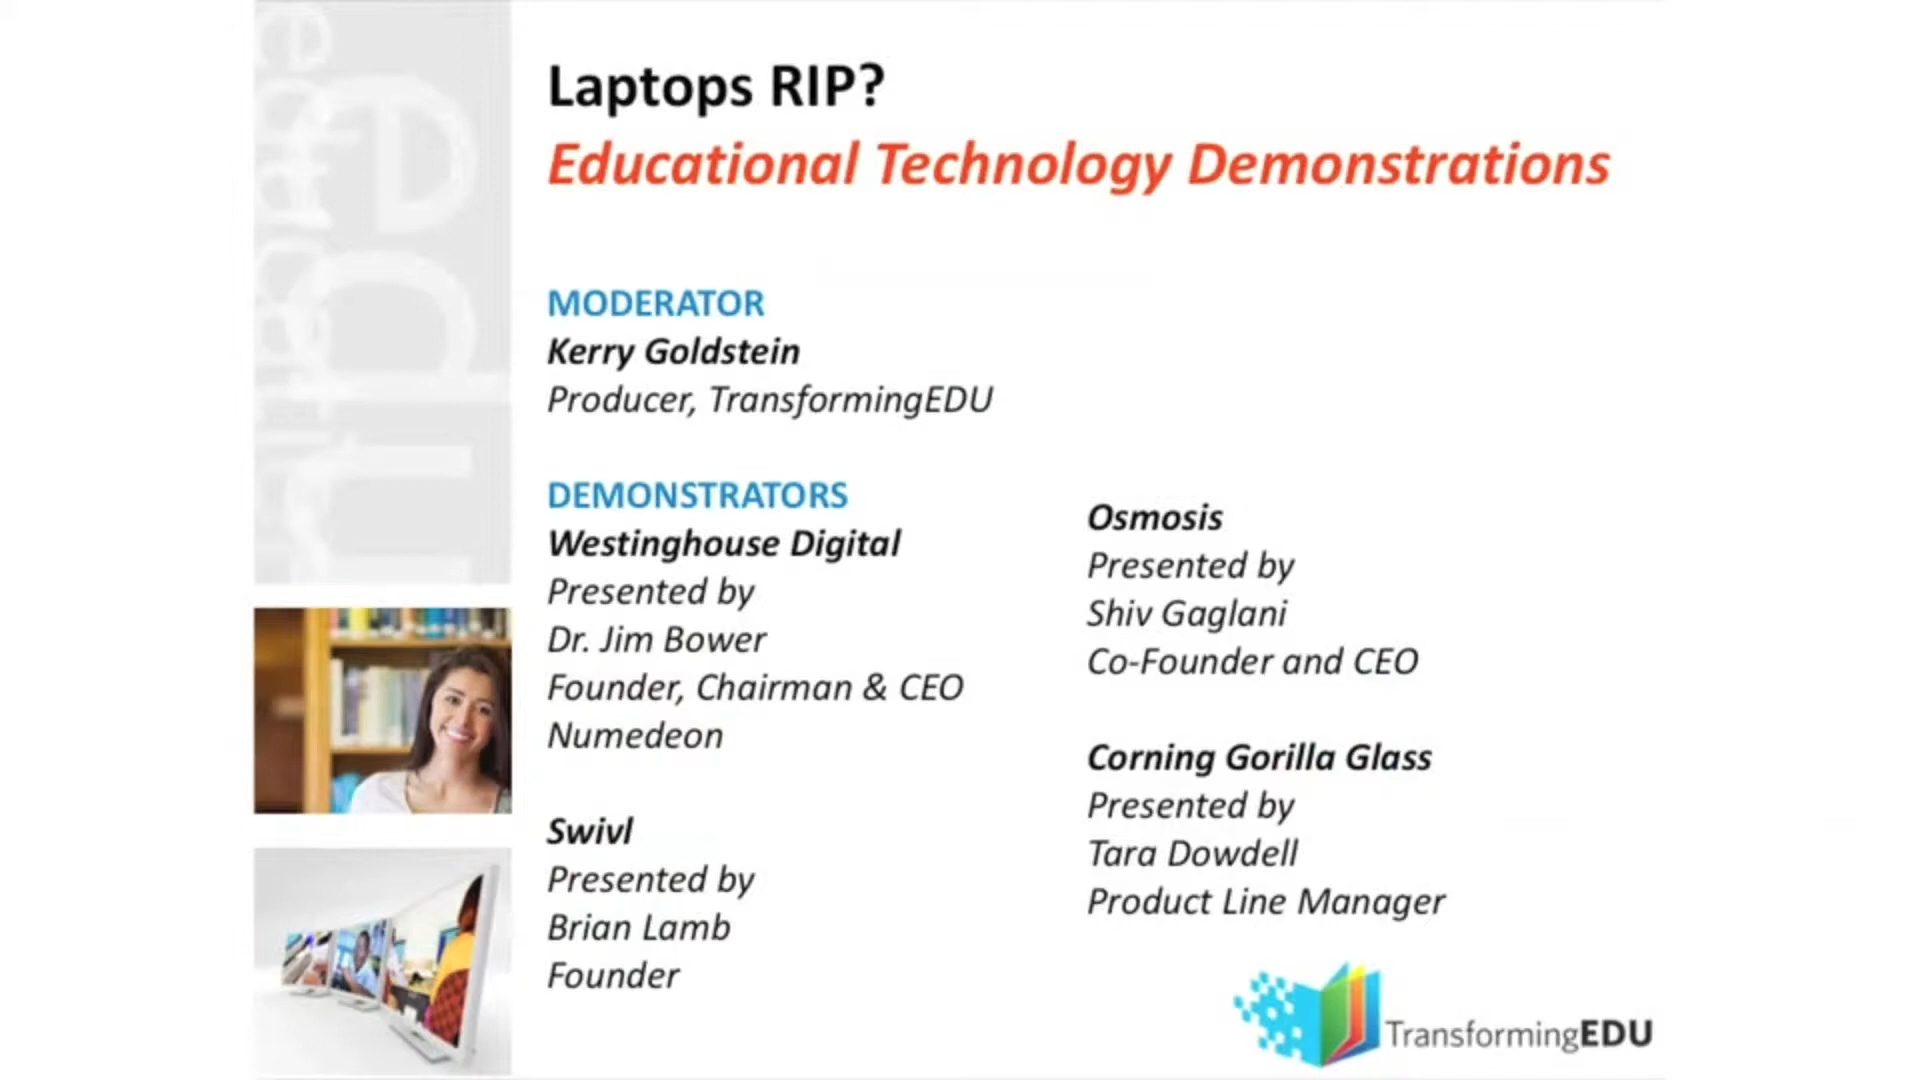 Laptops RIP?
Educational Technology Demonstrations
MODERATOR
Kerry Goldstein
Producer, TransformingEDU
DEMONSTRATORS
Westinghouse Digital
Presented by
Dr. Jim Bower
Founder, Chairman & CEO
Numedeon
Swivl
Presented by
Brian Lamb
Founder
Osmosis
Presented by
Shiv Gaglani
Co-Founder and CEO
Corning Gorilla Glass
Presented by
Tara Dowdell
Product Line Manager
TransformingEDU
edu